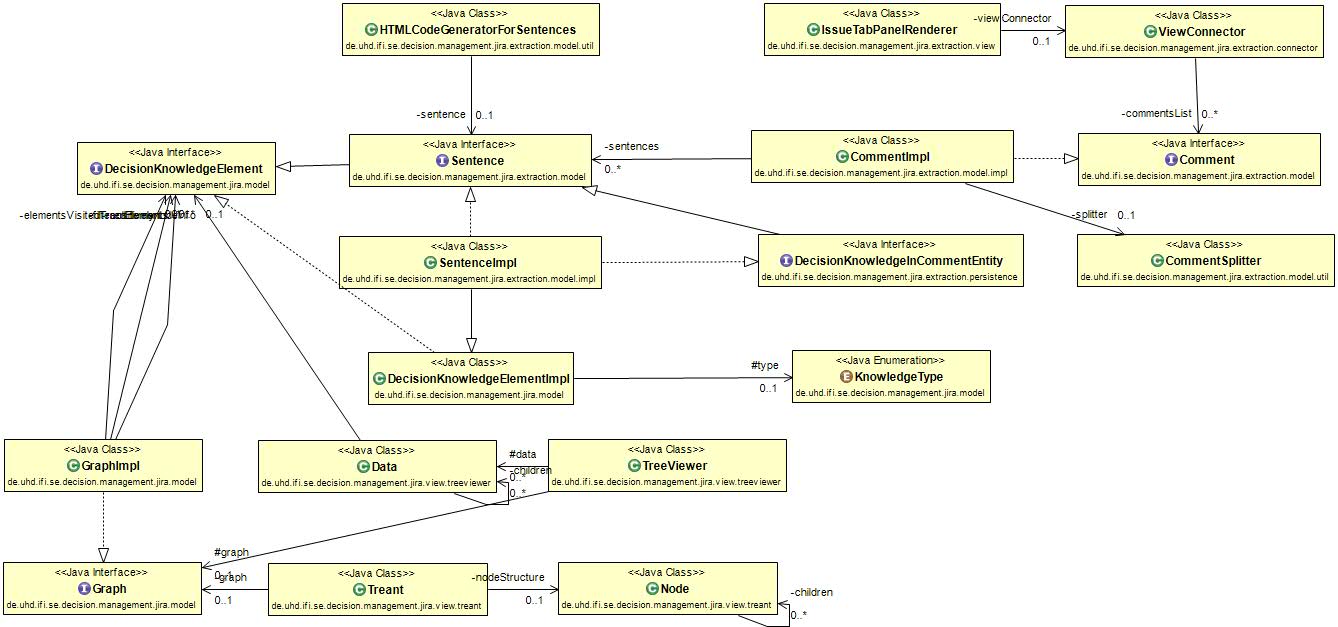 <<Java Class>>
HTMLCodeGeneratorForSentences
de.uhd.ifi.se.decision.management.jira.extraction.model.util
<<Java Class>>
IssueTabPanelRenderer
de.uhd.ifi.se.decision.management.jira.extraction.view
-viewConnector
0..1
<<Java Class>>
ViewConnector
de.uhd.ifi.se.decision.management.jira.extraction.connector
-sentence
0..1
-commentsList
0..*
<<Java Interface>>
DecisionKnowledgeElement
de.uhd.ifi.se.decision.management.jira.model
<<Java Interface>>
Sentence
de.uhd.ifi.se.decision.management.jira.extraction.model
-sentences
0..*
<<Java Class>>
CommentImpl
de.uhd.ifi.se.decision.management.jira.extraction.model.impl
<<Java Interface>>
Comment
de.uhd.ifi.se.decision.management.jira.extraction.model
0..1
-splitter
0..1
<<Java Class>>
SentenceImpl
de.uhd.ifi.se.decision.management.jira.extraction.model.impl
<<Java Interface>>
DecisionKnowledgeInCommentEntity
de.uhd.ifi.se.decision.management.jira.extraction.persistence
<<Java Class>>
CommentSplitter
de.uhd.ifi.se.decision.management.jira.extraction.model.util
<<Java Class>>
DecisionKnowledgeElementImpl
de.uhd.ifi.se.decision.management.jira.model
#type
0..1
<<Java Enumeration>>
KnowledgeType
de.uhd.ifi.se.decision.management.jira.model
<<Java Class>>
GraphImpl
de.uhd.ifi.se.decision.management.jira.model
<<Java Class>>
Data
de.uhd.ifi.se.decision.management.jira.view.treeviewer
#data
0..*
-children
0..*
<<Java Class>>
TreeViewer
de.uhd.ifi.se.decision.management.jira.view.treeviewer
#graph
0..1
<<Java Interface>>
Graph
de.uhd.ifi.se.decision.management.jira.model
-graph
0..1
<<Java Class>>
Treant
de.uhd.ifi.se.decision.management.jira.view.treant
-nodeStructure
0..1
<<Java Class>>
Node
de.uhd.ifi.se.decision.management.jira.view.treant
-children
0..*